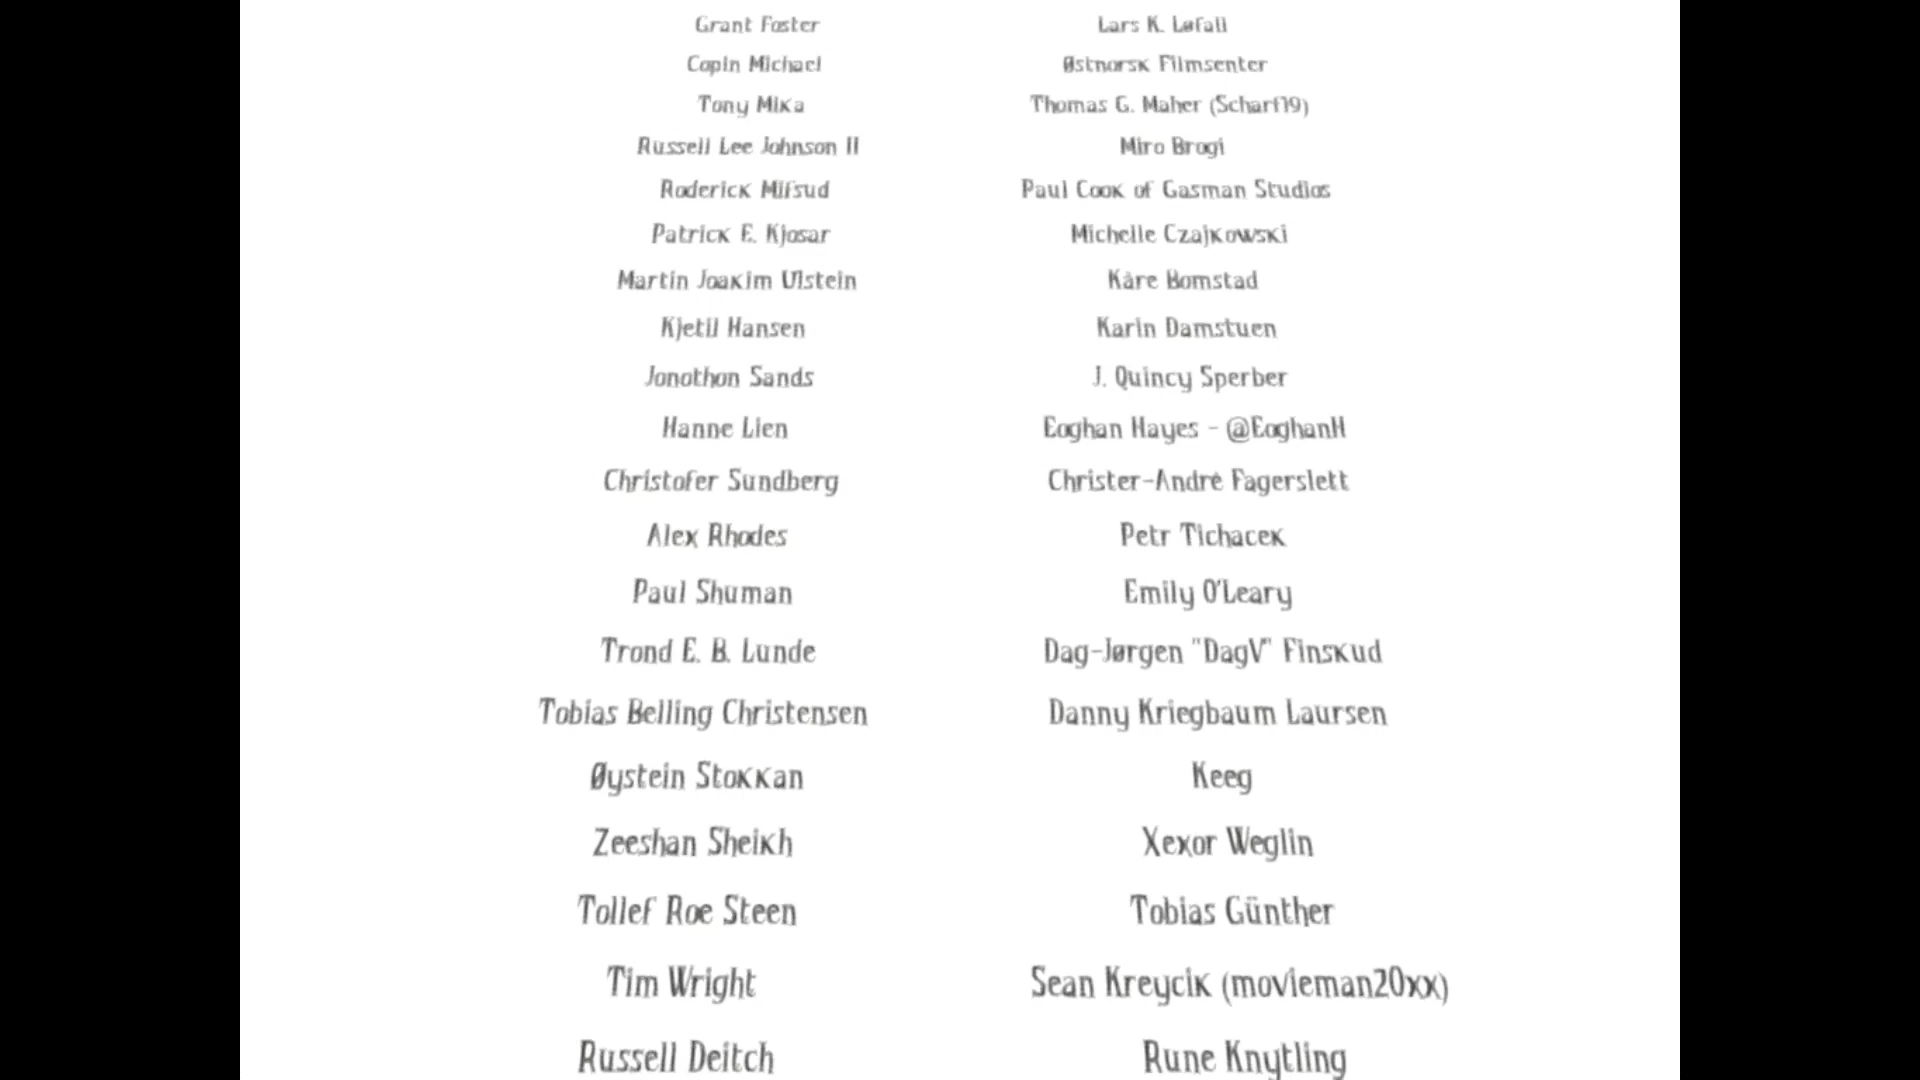 Grant Foster Lars K. Løfall
Copin Michael Østnorsk Filmsenter
Tony Mika Thomas G. Maher (Scharf19)
Russell Lee Johnson II Miro Brogi
Roderick Mifsud Paul Cook of Gasman Studios
Patrick E. Kjosar Michelle Czajkowski
Martin Joakim Ulstein Kåre Bomstad
Kjetil Hansen Karin Damstuen
Jonothon Sands J. Quincy Sperber
Hanne Lien Eoghan Hayes - @EoghanH
Christofer Sundberg Christer-André Fagerslett
Alex Rhodes Petr Tichacek
Paul Shuman Emily O'Leary
Trond E. B. Lunde Dag-Jørgen "DagV" Finskud
Tobias Belling Christensen Danny Kriegbaum Laursen
Øystein Stokkan Keeg
Zeeshan Sheikh Xexor Weglin
Tollef Roe Steen Tobias Günther
Tim Wright Sean Kreycik (movieman20xx)
Russell Deitch Rune Knytling